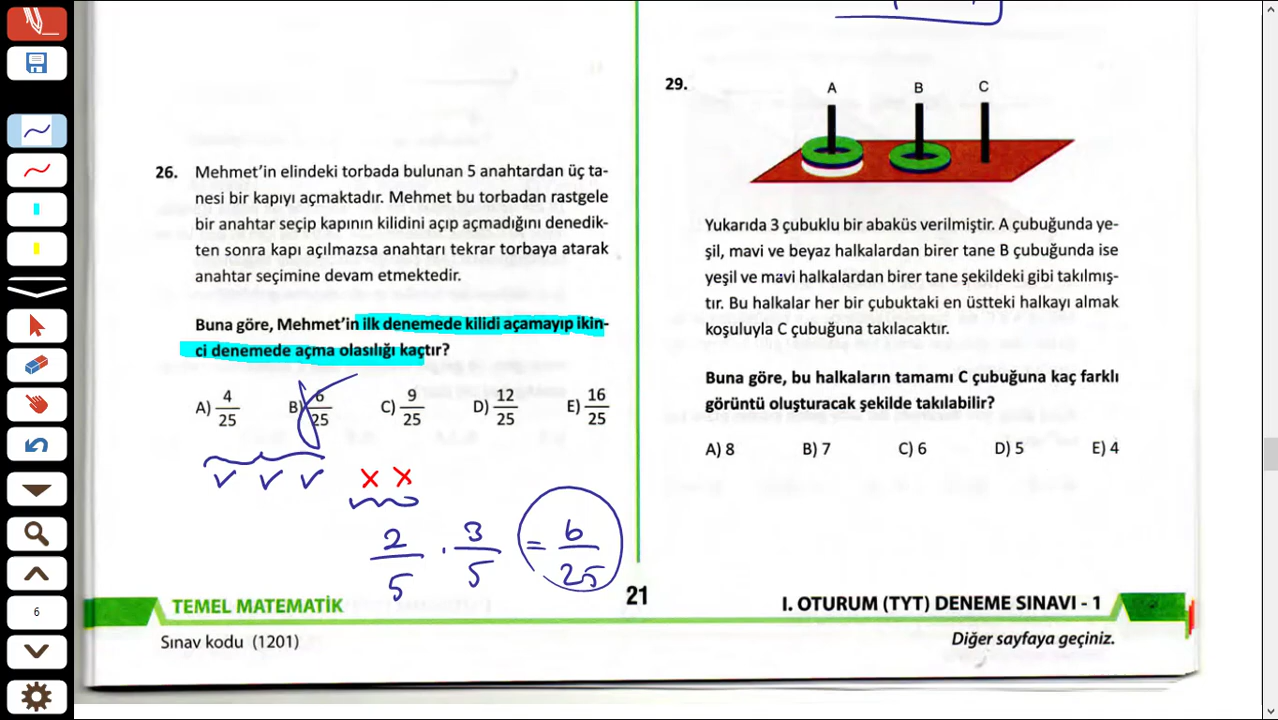 26. Mehmet’in elindeki torbada bulunan 5 anahtardan üç ta-
nesi bir kapıyı açmaktadır. Mehmet bu torbadan rastgele
bir anahtar seçip kapının kilidini açıp açmadığını denedik-
ten sonra kapı açılmazsa anahtarı tekrar torbaya atarak
anahtar seçimine devam etmektedir.
Buna göre, Mehmet’in ilk denemede kilidi açamayıp ikin-
ci denemede açma olasılığı kaçtır?
A) 4/25 B) 6/25 C) 9/25 D) 12/25 E) 16/25
2/5 · 3/5 = 6/25
29.
A B C
Yukarıda 3 çubuklu bir abaküs verilmiştir. A çubuğunda ye-
şil, mavi ve beyaz halkalardan birer tane B çubuğunda ise
yeşil ve mavi halkalardan birer tane şekildeki gibi takılmış-
tır. Bu halkalar her bir çubuktaki en üstteki halkayı almak
koşuluyla C çubuğuna takılacaktır.
Buna göre, bu halkaların tamamı C çubuğuna kaç farklı
görüntü oluşturacak şekilde takılabilir?
A) 8 B) 7 C) 6 D) 5 E) 4
21
TEMEL MATEMATİK
I. OTURUM (TYT) DENEME SINAVI - 1
Sınav kodu (1201)
Diğer sayfaya geçiniz.
6